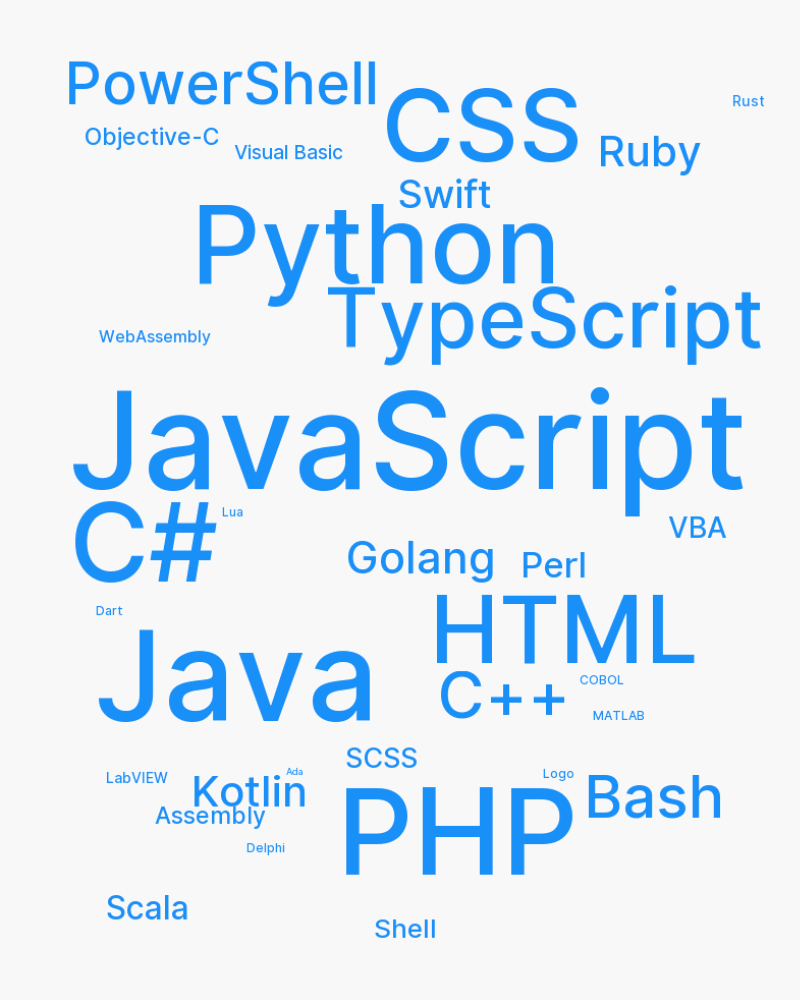 PowerShell
CSS
Rust
Objective-C
Visual Basic
Ruby
Swift
Python
TypeScript
WebAssembly
JavaScript
C#
Lua
VBA
Golang
Perl
Dart
HTML
Java
C++
COBOL
MATLAB
SCSS
LabVIEW
Kotlin
Ada
Logo
Bash
Assembly
PHP
Delphi
Scala
Shell